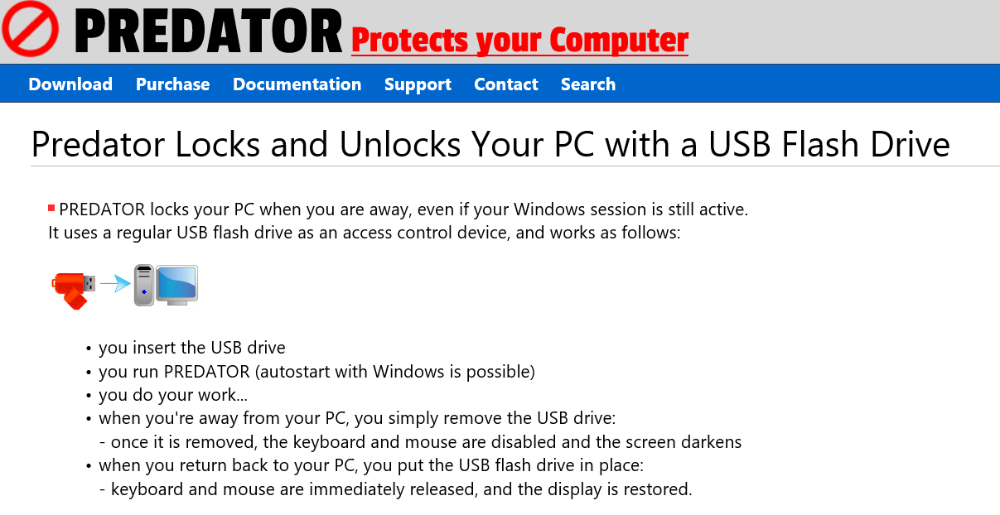 PREDATOR Protects your Computer
Download Purchase Documentation Support Contact Search
Predator Locks and Unlocks Your PC with a USB Flash Drive
PREDATOR locks your PC when you are away, even if your Windows session is still active.
It uses a regular USB flash drive as an access control device, and works as follows:
• you insert the USB drive
• you run PREDATOR (autostart with Windows is possible)
• you do your work...
• when you're away from your PC, you simply remove the USB drive:
- once it is removed, the keyboard and mouse are disabled and the screen darkens
• when you return back to your PC, you put the USB flash drive in place:
- keyboard and mouse are immediately released, and the display is restored.